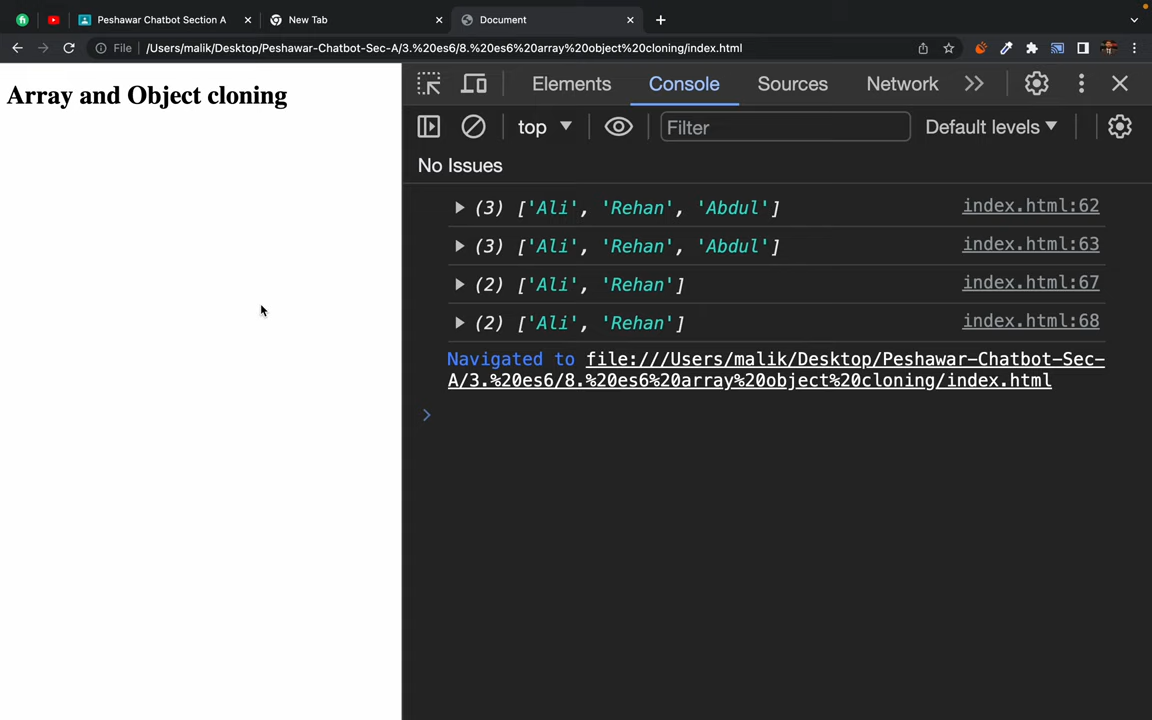 Peshawar Chatbot Section A
New Tab
Document
File
/Users/malik/Desktop/Peshawar-Chatbot-Sec-A/3.%20es6/8.%20es6%20array%20object%20cloning/index.html
Array and Object cloning
Elements
Console
Sources
Network
top
Filter
Default levels
No Issues
(3) ['Ali', 'Rehan', 'Abdul'] index.html:62
(3) ['Ali', 'Rehan', 'Abdul'] index.html:63
(2) ['Ali', 'Rehan'] index.html:67
(2) ['Ali', 'Rehan'] index.html:68
Navigated to file:///Users/malik/Desktop/Peshawar-Chatbot-Sec-
A/3.%20es6/8.%20es6%20array%20object%20cloning/index.html